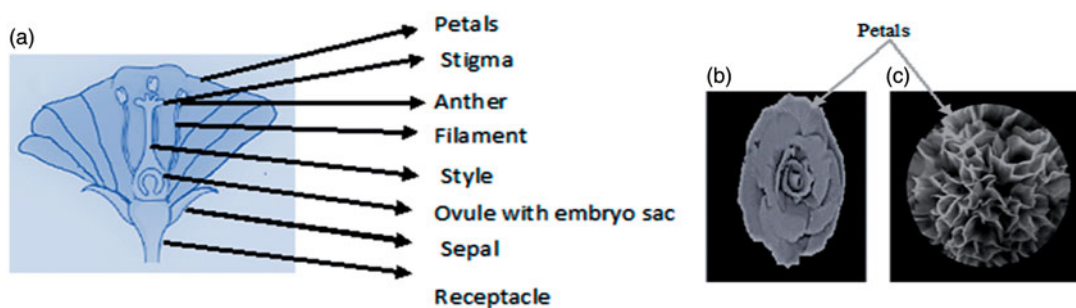 (a)
Petals
Stigma
Anther
Filament
Style
Ovule with embryo sac
Sepal
Receptacle
Petals
(b)
(c)